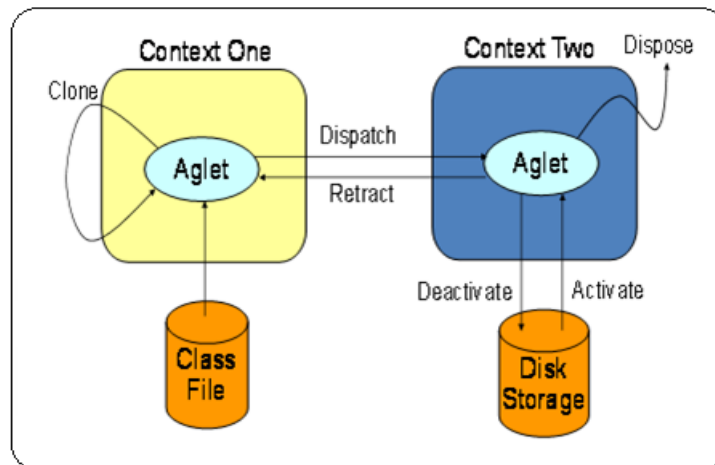 Context One
Context Two
Dispose
Clone
Dispatch
Aglet
Aglet
Retract
Deactivate
Activate
Class
File
Disk
Storage